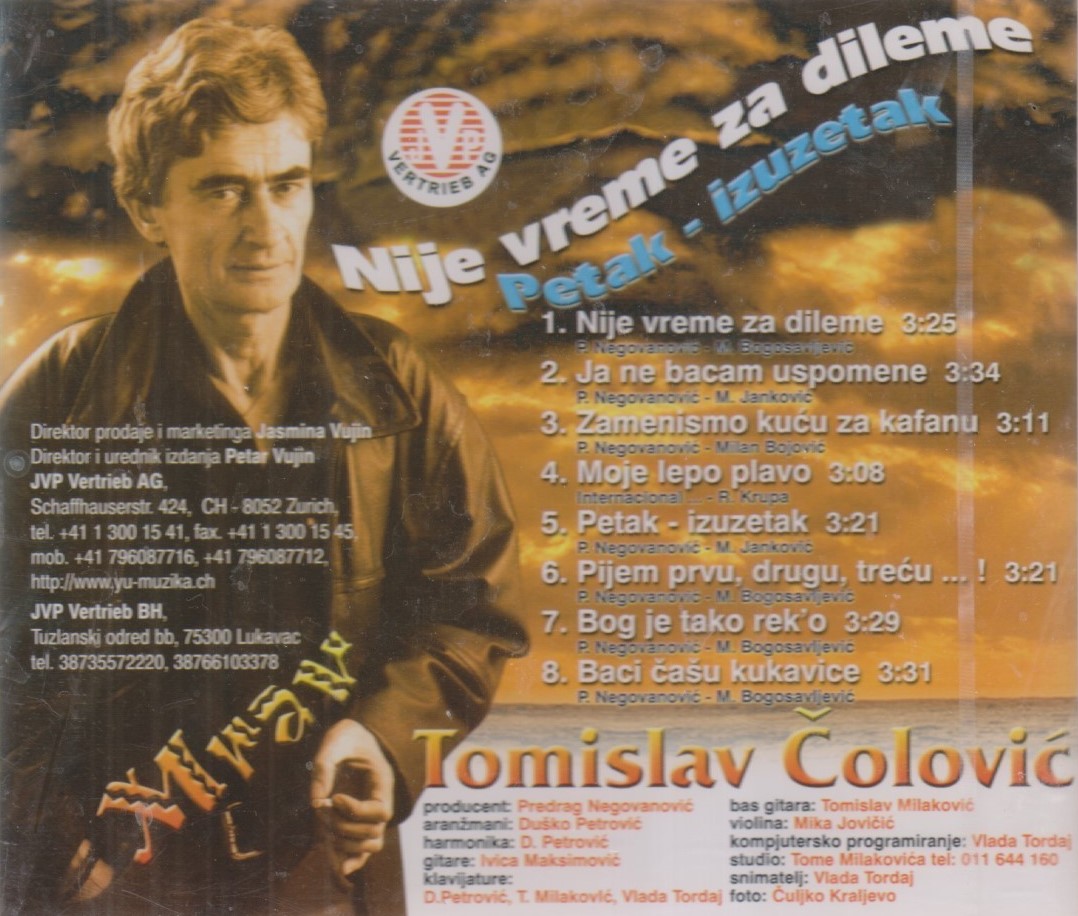 Nije vreme za dileme
Petak - izuzetak
JVP
VERTRIEB AG
1. Nije vreme za dileme 3:25
P. Negovanović - M. Bogosavljević
2. Ja ne bacam uspomene 3:34
P. Negovanović - M. Janković
3. Zamenismo kuću za kafanu 3:11
P. Negovanović - Milan Bojović
4. Moje lepo plavo 3:08
Internacional ... - R. Krupa
5. Petak - izuzetak 3:21
P. Negovanović - M. Janković
6. Pijem prvu, drugu, treću ... ! 3:21
P. Negovanović - M. Bogosavljević
7. Bog je tako rek'o 3:29
P. Negovanović - M. Bogosavljević
8. Baci čašu kukavice 3:31
P. Negovanović - M. Bogosavljević
Direktor prodaje i marketinga Jasmina Vujin
Direktor i urednik izdanja Petar Vujin
JVP Vertrieb AG,
Schaffhauserstr. 424, CH - 8052 Zurich,
tel. +41 1 300 15 41, fax. +41 1 300 15 45,
mob. +41 796087716, +41 796087712,
http://www.yu-muzika.ch
JVP Vertrieb BH,
Tuzlanski odred bb, 75300 Lukavac
tel. 38735572220, 38766103378
Tomislav Čolović
producent: Predrag Negovanović
aranžmani: Duško Petrović
harmonika: D. Petrović
gitare: Ivica Maksimović
klavijature:
D.Petrović, T. Milaković, Vlada Tordaj
bas gitara: Tomislav Milaković
violina: Mika Jovičić
kompjutersko programiranje: Vlada Tordaj
studio: Tome Milakovića tel: 011 644 160
snimatelj: Vlada Tordaj
foto: Čuljko Kraljevo